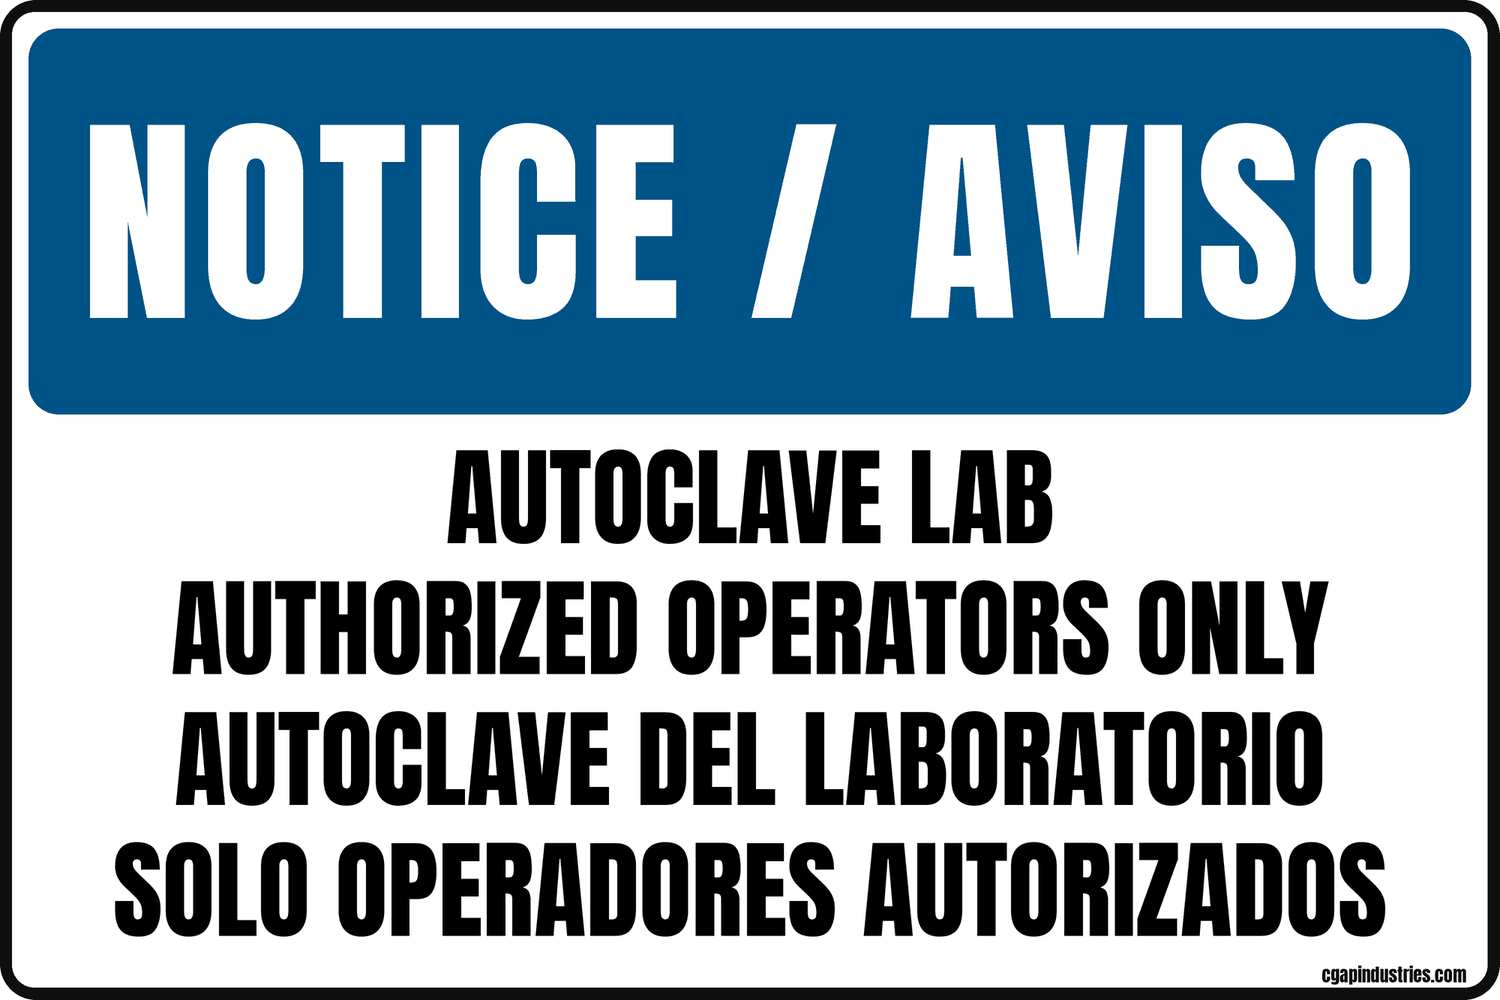 NOTICE / AVISO
AUTOCLAVE LAB
AUTHORIZED OPERATORS ONLY
AUTOCLAVE DEL LABORATORIO
SOLO OPERADORES AUTORIZADOS
cgapindustries.com